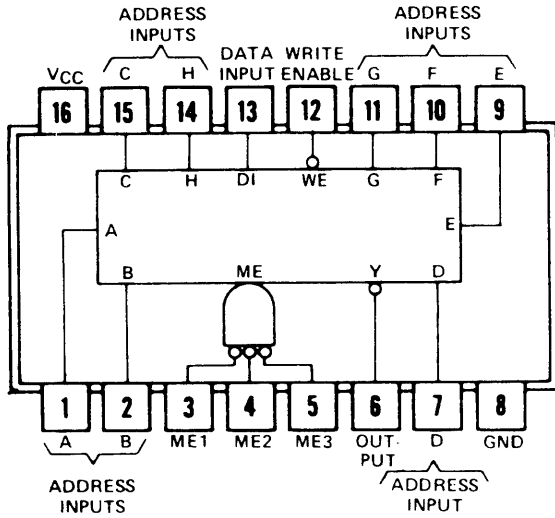 ADDRESS INPUTS
ADDRESS INPUTS
DATA INPUT
WRITE ENABLE
VCC C H G F E
16 15 14 13 12 11 10 9
C H DI WE G F
A E
B ME Y D
1 2 3 4 5 6 7 8
A B ME1 ME2 ME3 OUT-PUT D GND
ADDRESS INPUTS
ADDRESS INPUT